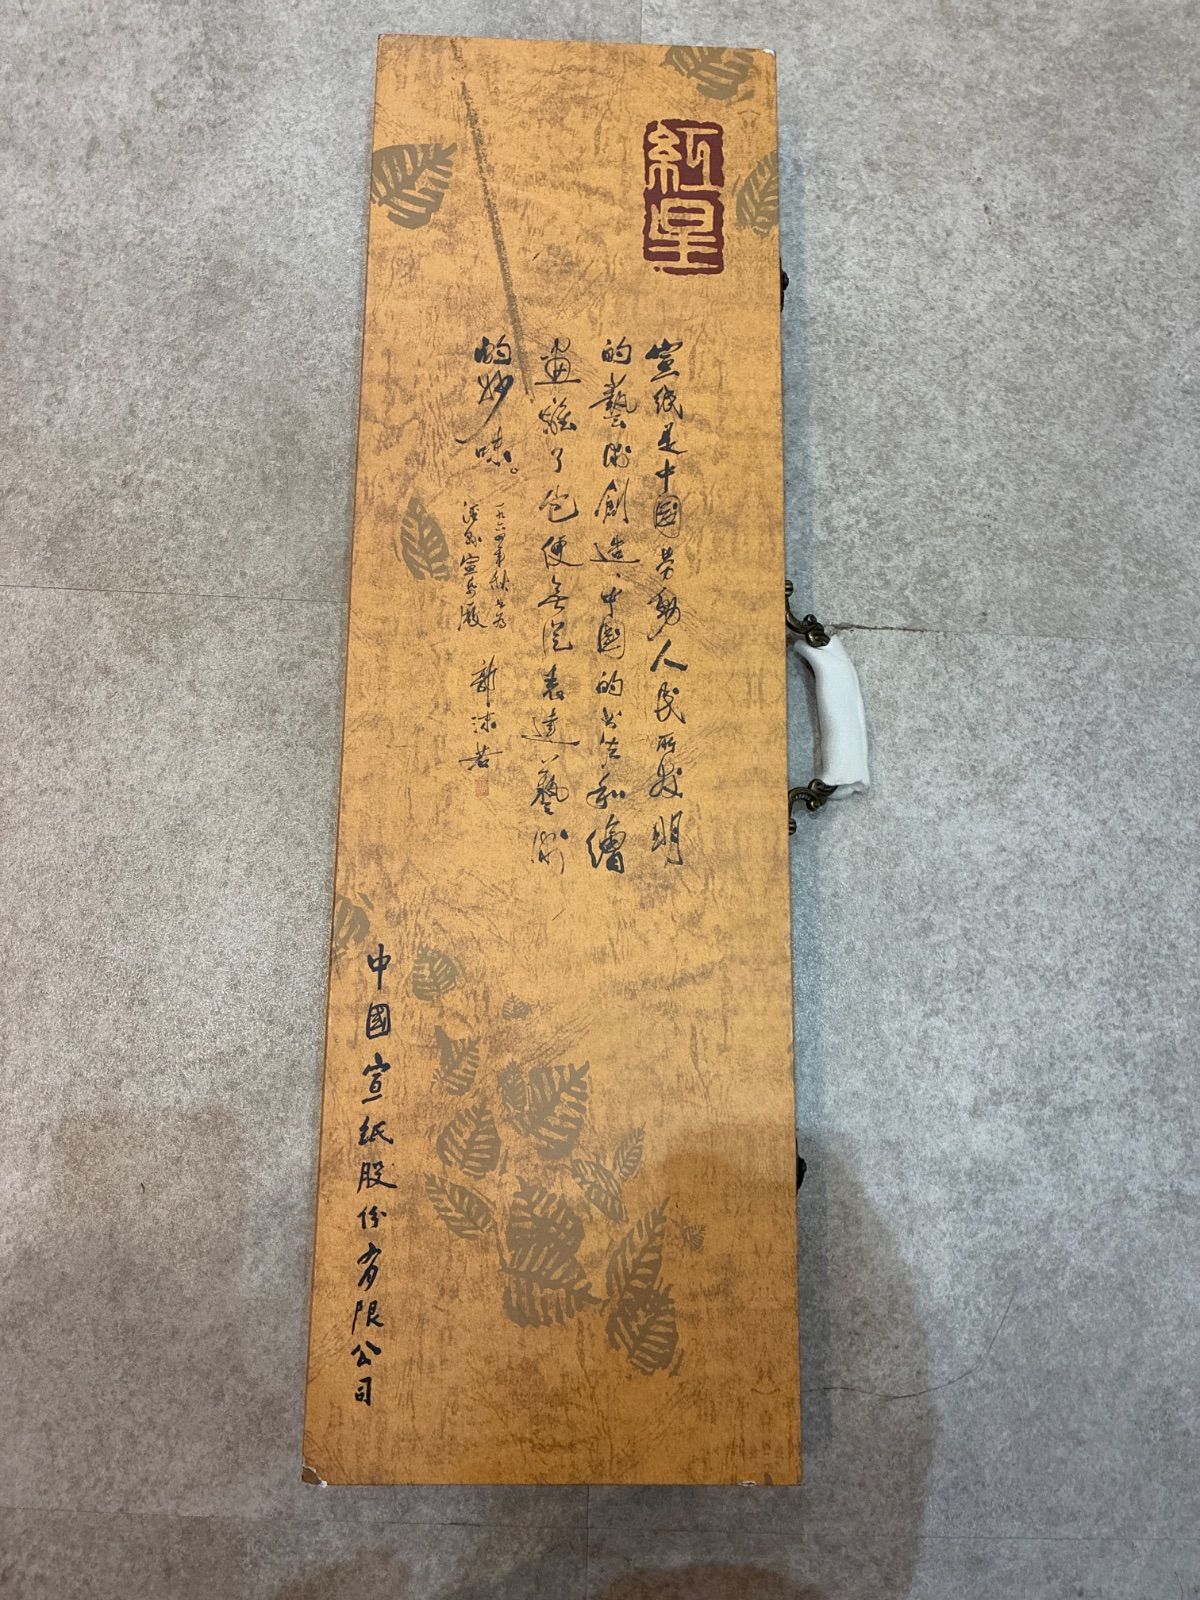 紅星
宣紙是中國勞動人民所發明
的藝術創造、中國的书法和繪
畫離了它便無從表達藝術
的妙味。
一九六四年秋书為
涇縣宣紙廠 郭沫若
中國宣紙股份有限公司